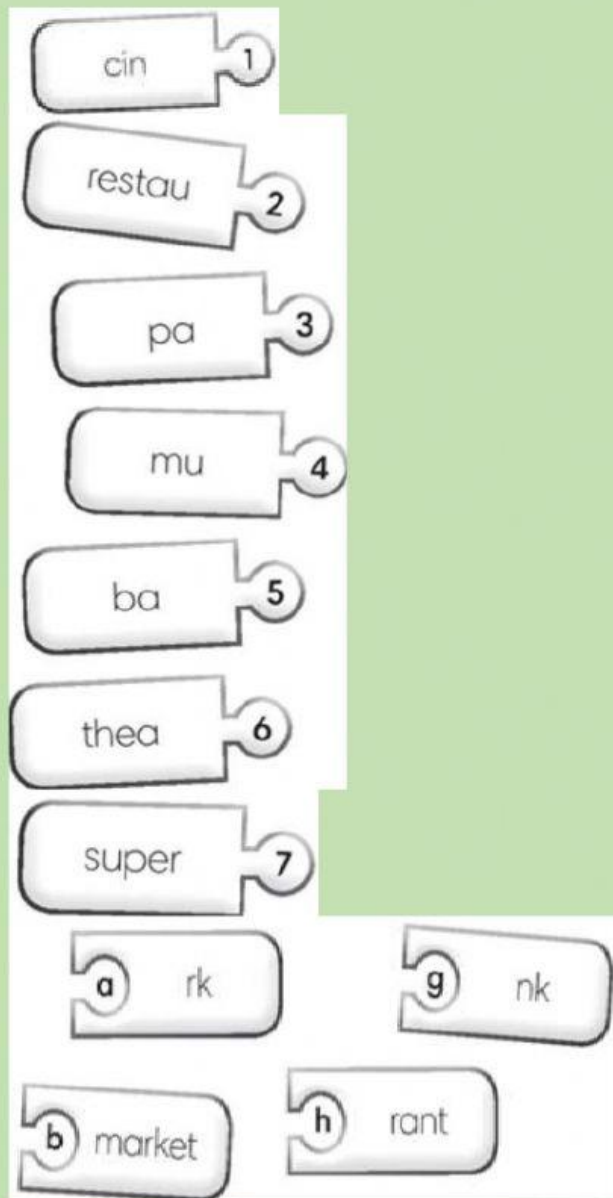 cin 1
restau 2
pa 3
mu 4
ba 5
thea 6
super 7
a rk
g nk
b market
h rant